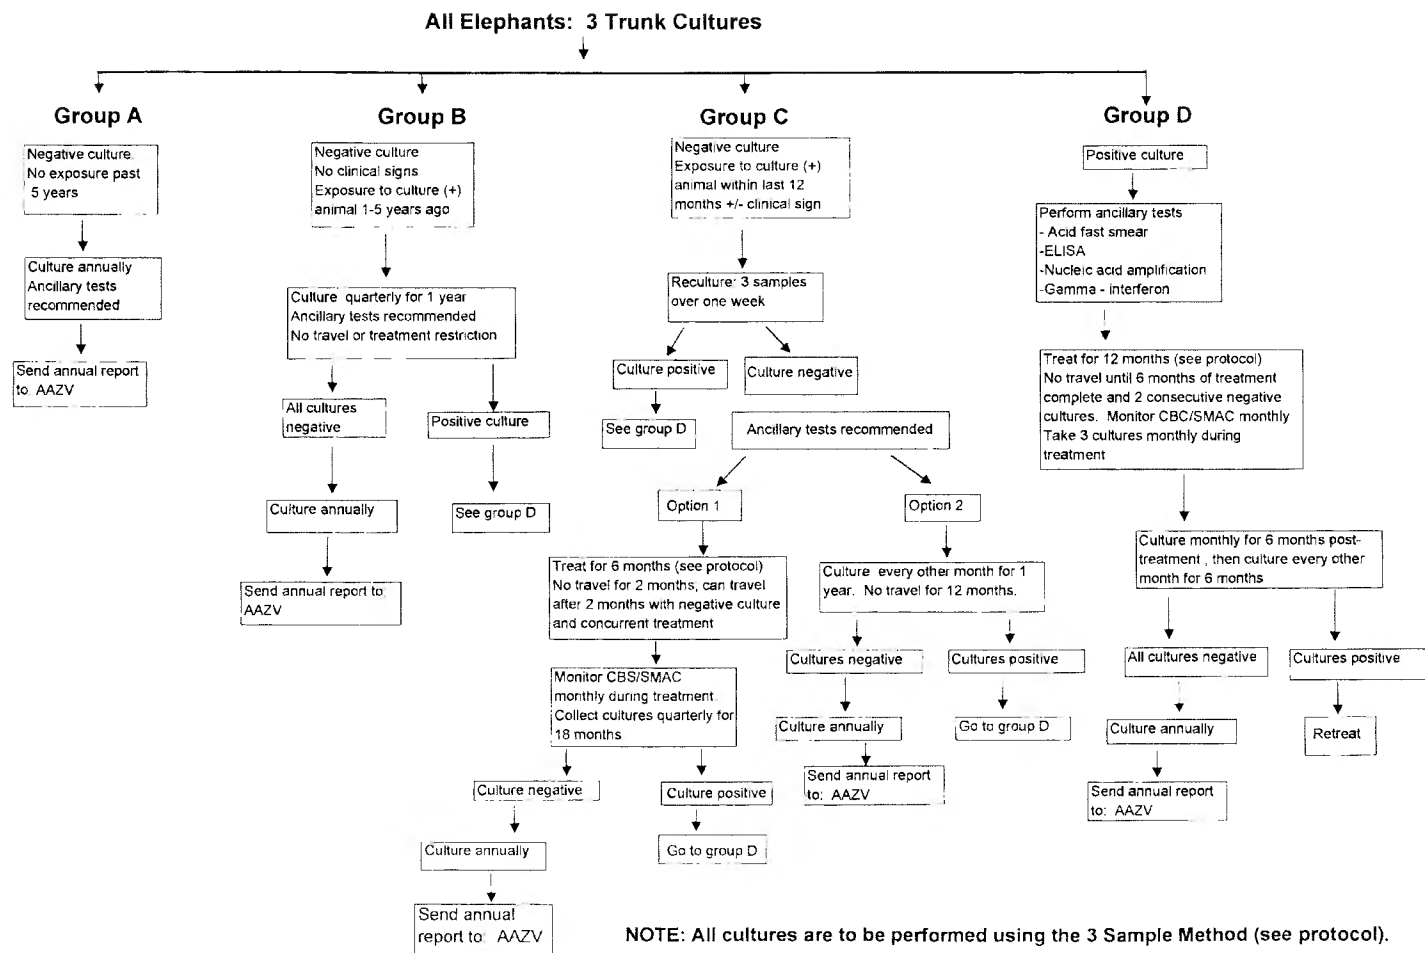 All Elephants: 3 Trunk Cultures
Group A
Negative culture.
No exposure past
5 years
Culture annually
Ancillary tests
recommended
Send annual report
to: AAZV
Group B
Negative culture
No clinical signs
Exposure to culture (+)
animal 1-5 years ago
Culture quarterly for 1 year
Ancillary tests recommended
No travel or treatment restriction
All cultures
negative
Positive culture
Culture annually
See group D
Send annual report to:
AAZV
Group C
Negative culture
Exposure to culture (+)
animal within last 12
months +/- clinical sign
Reculture: 3 samples
over one week
Culture positive
Culture negative
See group D
Ancillary tests recommended
Option 1
Option 2
Treat for 6 months (see protocol)
No travel for 2 months, can travel
after 2 months with negative culture
and concurrent treatment
Culture every other month for 1
year. No travel for 12 months.
Monitor CBS/SMAC
monthly during treatment.
Collect cultures quarterly for
18 months
Cultures negative
Cultures positive
Culture annually
Go to group D
Send annual report
to: AAZV
Culture negative
Culture positive
Culture annually
Go to group D
Send annual
report to: AAZV
Group D
Positive culture
Perform ancillary tests
- Acid fast smear
-ELISA
-Nucleic acid amplification
-Gamma - interferon
Treat for 12 months (see protocol)
No travel until 6 months of treatment
complete and 2 consecutive negative
cultures. Monitor CBC/SMAC monthly
Take 3 cultures monthly during
treatment
Culture monthly for 6 months post-
treatment , then culture every other
month for 6 months
All cultures negative
Cultures positive
Culture annually
Retreat
Send annual report
to: AAZV
NOTE: All cultures are to be performed using the 3 Sample Method (see protocol).